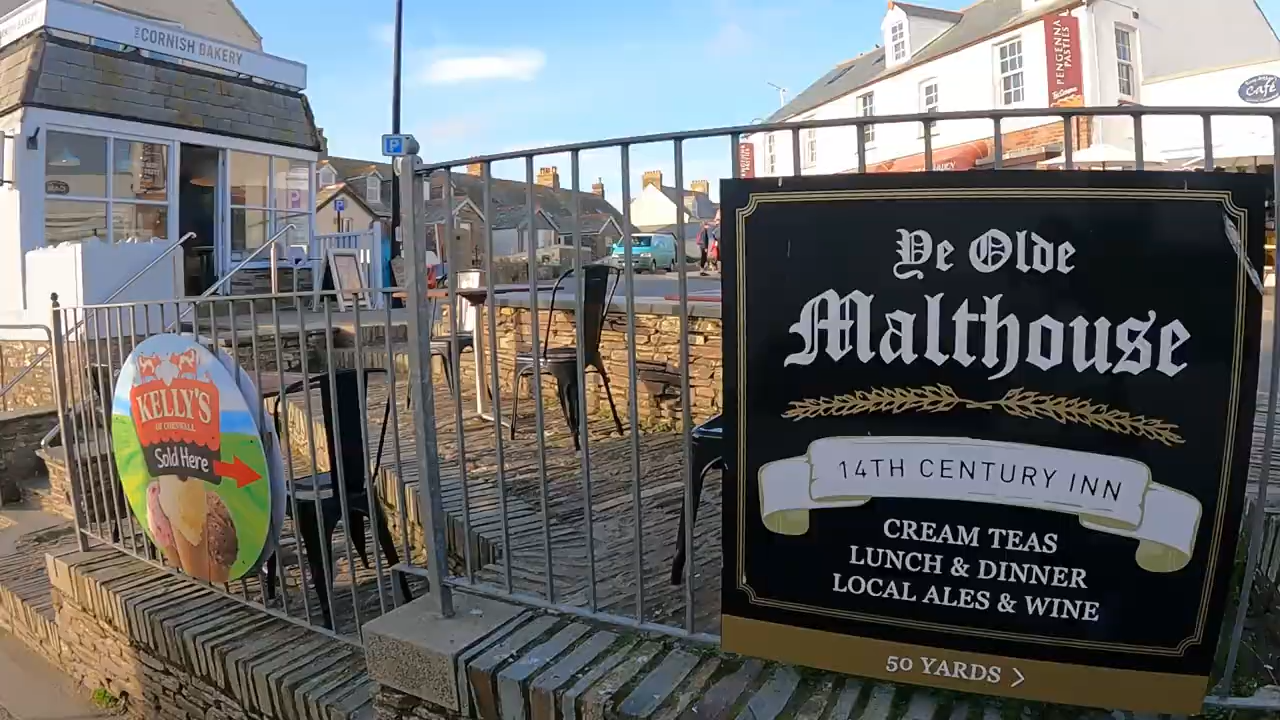 THE CORNISH BAKERY
PENGENNA
PASTIES
Café
P
Ye Olde
Malthouse
14TH CENTURY INN
CREAM TEAS
LUNCH & DINNER
LOCAL ALES & WINE
50 YARDS >
KELLY'S
OF CORNWALL
Sold Here